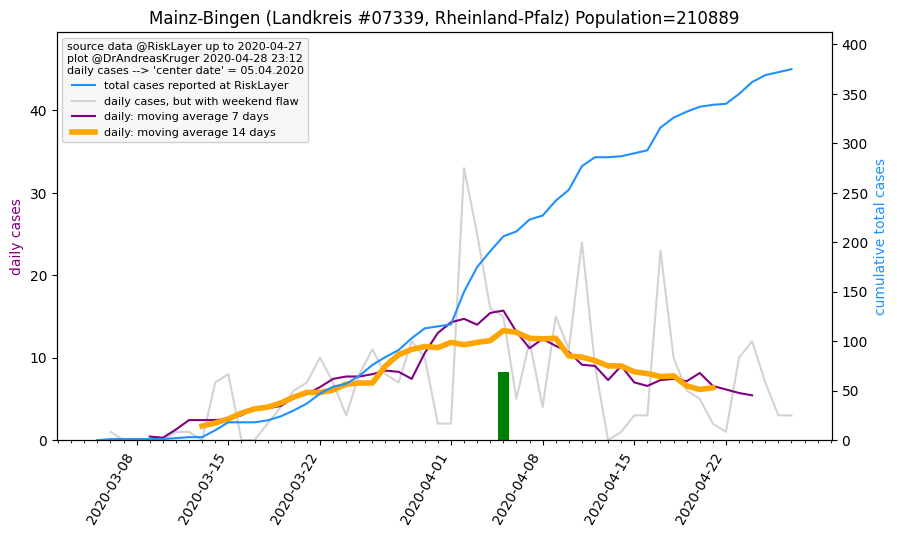 Mainz-Bingen (Landkreis #07339, Rheinland-Pfalz) Population=210889
source data @RiskLayer up to 2020-04-27
plot @DrAndreasKruger 2020-04-28 23:12
daily cases --> 'center date' = 05.04.2020
total cases reported at RiskLayer
daily cases, but with weekend flaw
daily: moving average 7 days
daily: moving average 14 days
daily cases
0
10
20
30
40
cumulative total cases
0
50
100
150
200
250
300
350
400
2020-03-08
2020-03-15
2020-03-22
2020-04-01
2020-04-08
2020-04-15
2020-04-22